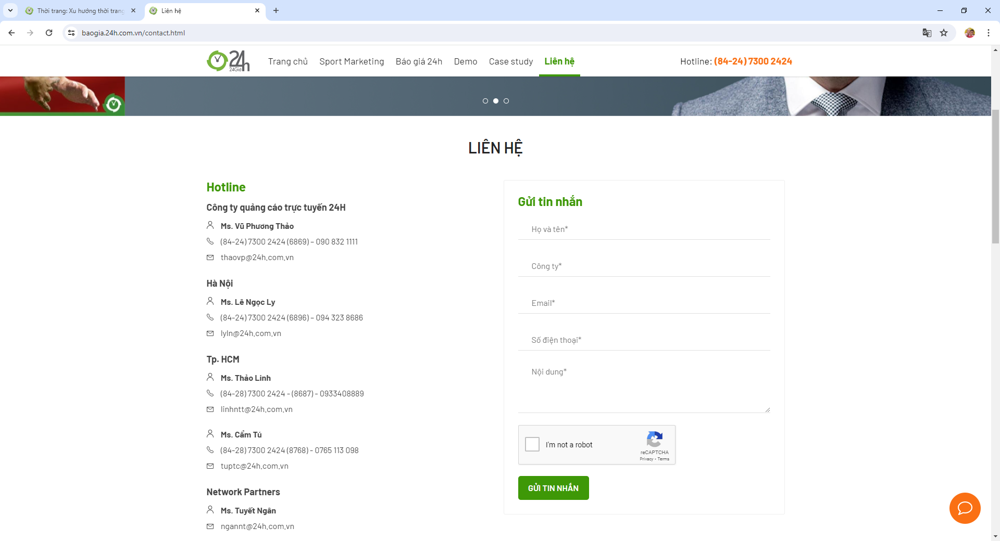 Thời trang: Xu hướng thời trang
Liên hệ
baogia.24h.com.vn/contact.html
24h
24Giờ
Trang chủ
Sport Marketing
Báo giá 24h
Demo
Case study
Liên hệ
Hotline: (84-24) 7300 2424
LIÊN HỆ
Hotline
Công ty quảng cáo trực tuyến 24H
Ms. Vũ Phương Thảo
(84-24) 7300 2424 (6869) – 090 832 1111
thaovp@24h.com.vn
Hà Nội
Ms. Lê Ngọc Ly
(84-24) 7300 2424 (6896) – 094 323 8686
lyln@24h.com.vn
Tp. HCM
Ms. Thảo Linh
(84-28) 7300 2424 - (8687) - 0933408889
linhntt@24h.com.vn
Ms. Cẩm Tú
(84-28) 7300 2424 (8768) - 0765 113 098
tuptc@24h.com.vn
Network Partners
Ms. Tuyết Ngân
ngannt@24h.com.vn
Gửi tin nhắn
Họ và tên*
Công ty*
Email*
Số điện thoại*
Nội dung*
I'm not a robot
reCAPTCHA
Privacy - Terms
GỬI TIN NHẮN